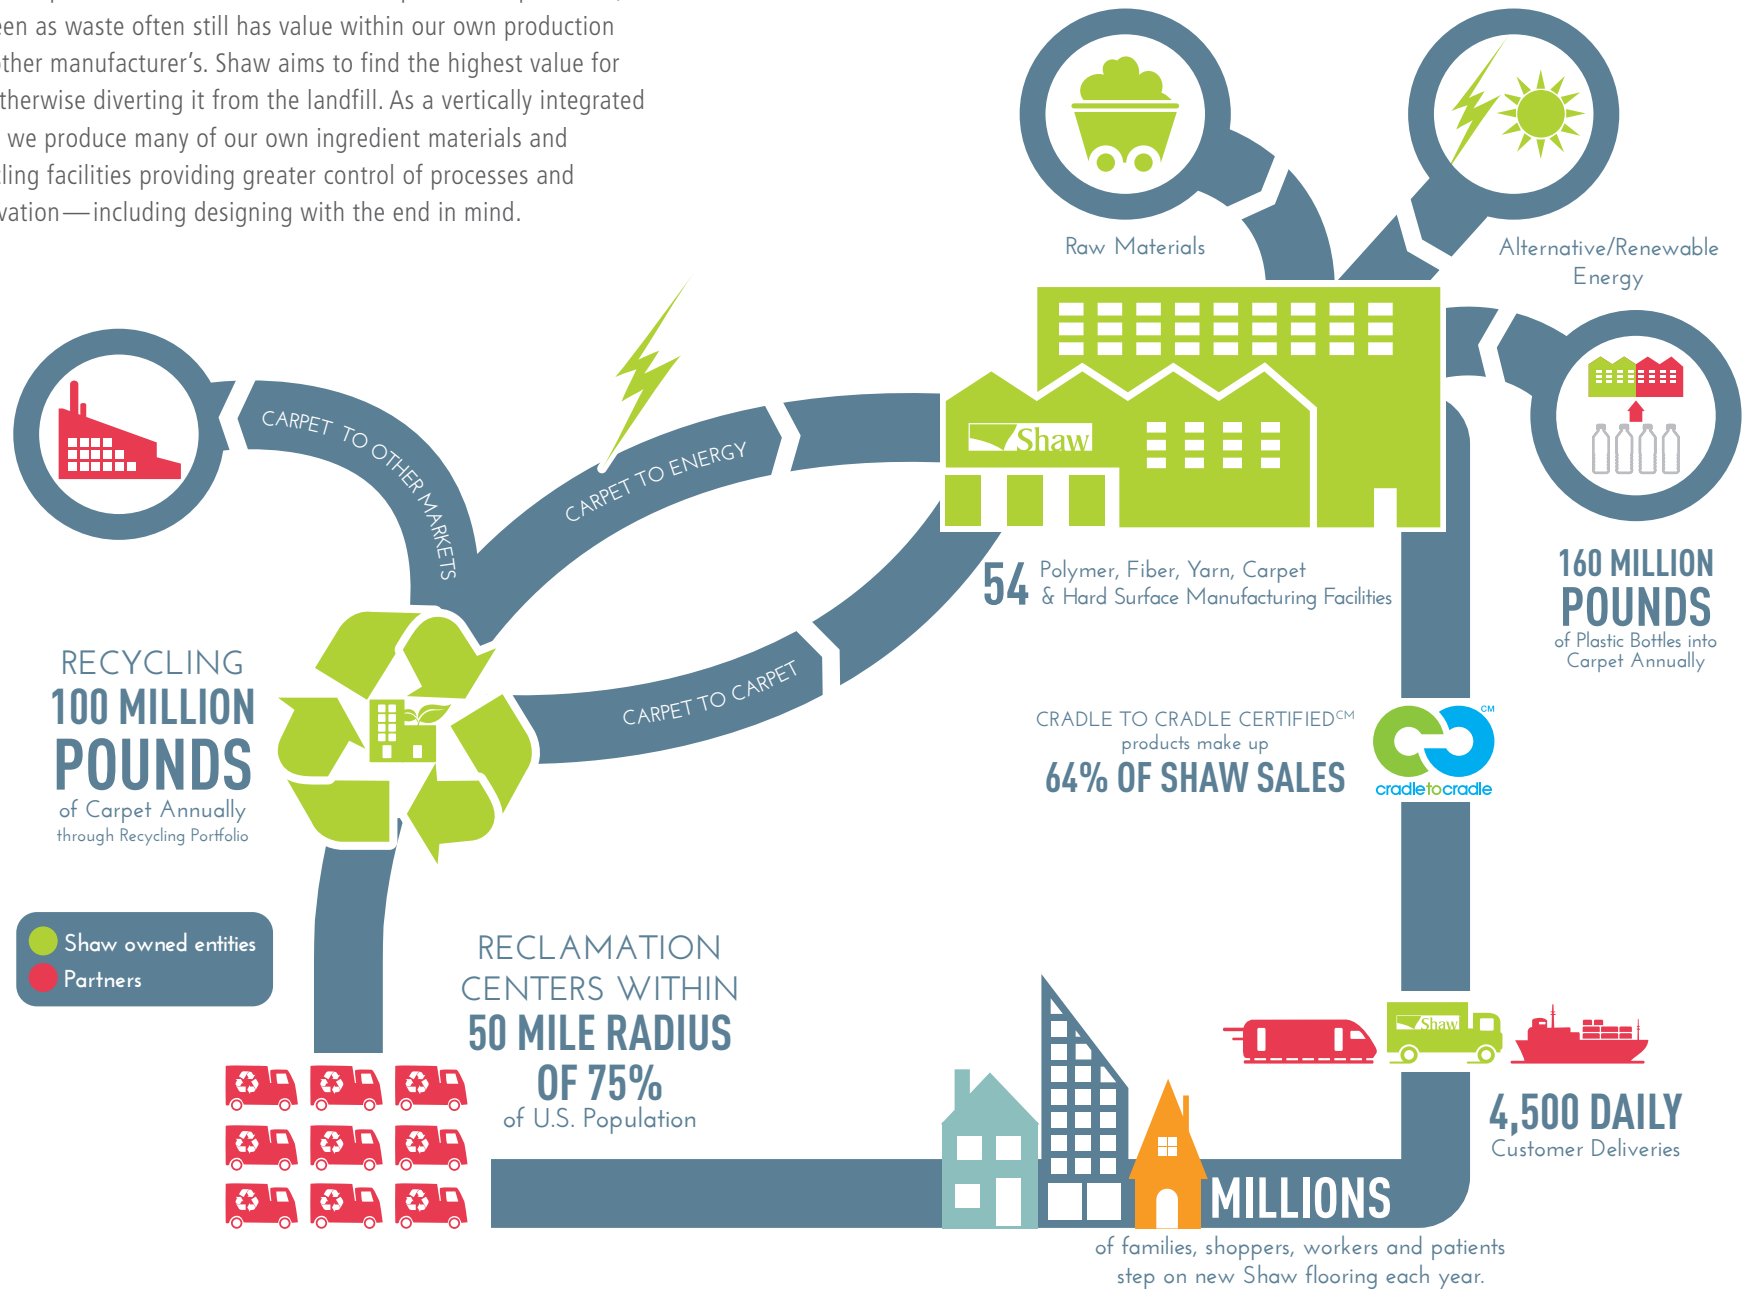 as waste often still has value within our own production
manufacturer's. Shaw aims to find the highest value for
diverting it from the landfill. As a vertically integrated
we produce many of our own ingredient materials and
facilities providing greater control of processes and
—including designing with the end in mind.
Raw Materials
Alternative/Renewable
Energy
CARPET TO OTHER MARKETS
CARPET TO ENERGY
CARPET TO CARPET
Shaw
54 Polymer, Fiber, Yarn, Carpet
& Hard Surface Manufacturing Facilities
160 MILLION
POUNDS
of Plastic Bottles into
Carpet Annually
RECYCLING
100 MILLION
POUNDS
of Carpet Annually
through Recycling Portfolio
CRADLE TO CRADLE CERTIFIED℠
products make up
64% OF SHAW SALES
CM
cradletocradle
Shaw owned entities
Partners
RECLAMATION
CENTERS WITHIN
50 MILE RADIUS
OF 75%
of U.S. Population
Shaw
4,500 DAILY
Customer Deliveries
MILLIONS
of families, shoppers, workers and patients
step on new Shaw flooring each year.